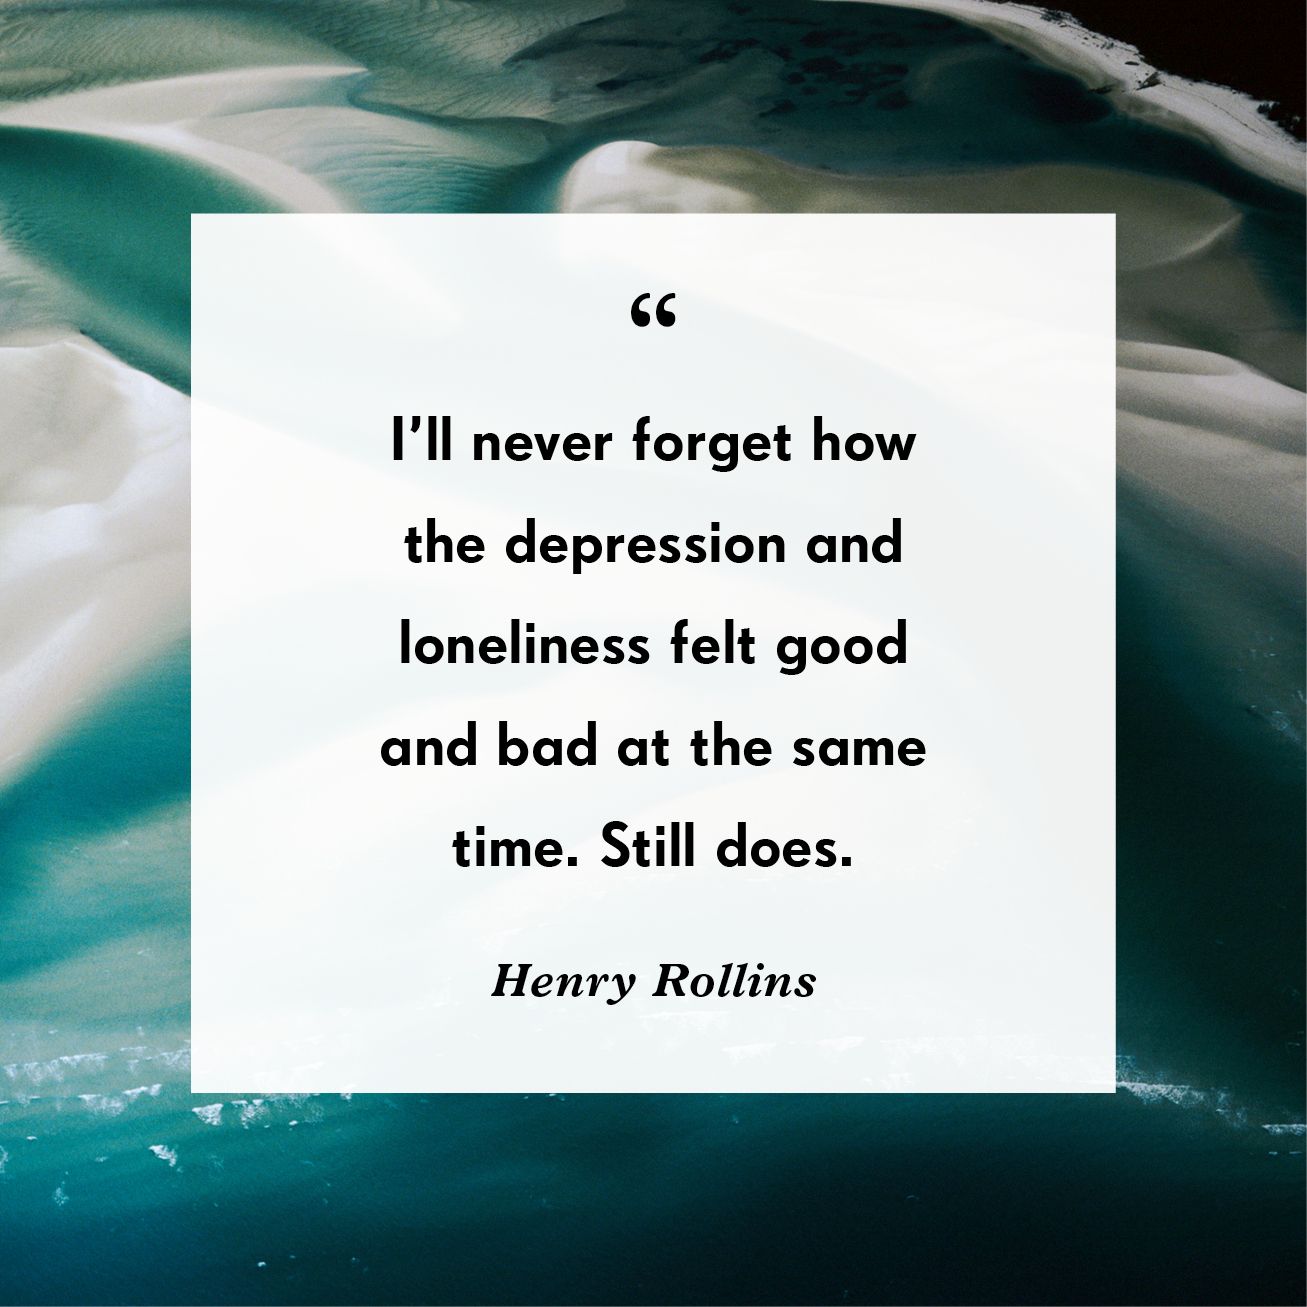 “
I’ll never forget how
the depression and
loneliness felt good
and bad at the same
time. Still does.
Henry Rollins